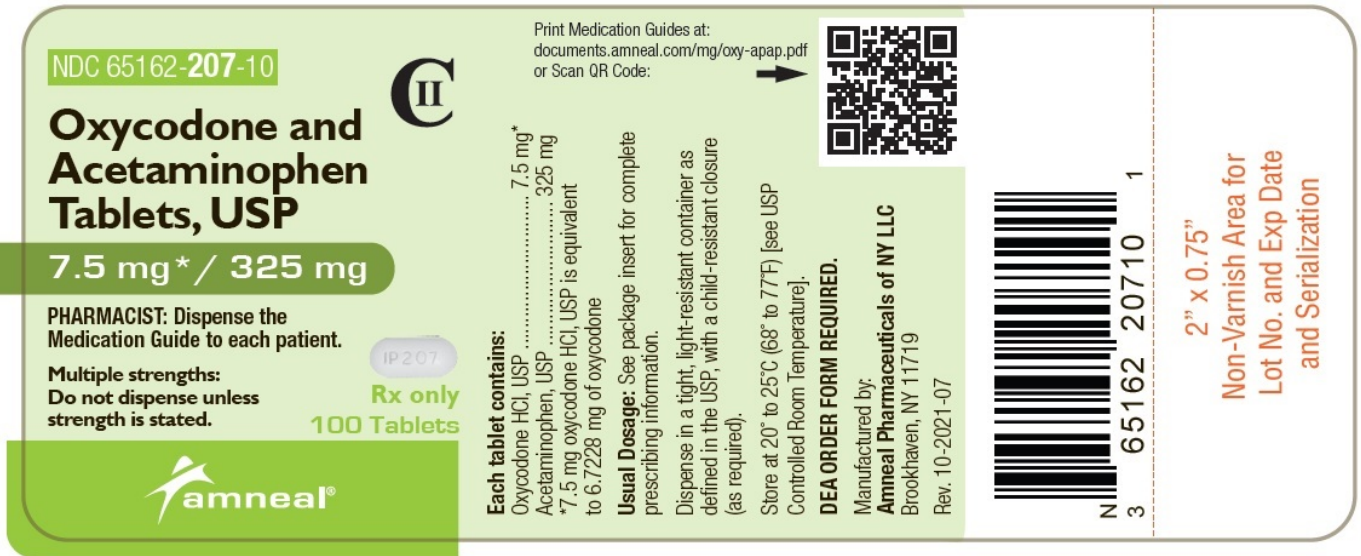 NDC 65162-207-10
CII
Oxycodone and
Acetaminophen
Tablets, USP
7.5 mg* / 325 mg
PHARMACIST: Dispense the
Medication Guide to each patient.
Multiple strengths:
Do not dispense unless
strength is stated.
IP207
Rx only
100 Tablets
amneal®
Print Medication Guides at:
documents.amneal.com/mg/oxy-apap.pdf
or Scan QR Code:
Each tablet contains:
Oxycodone HCl, USP ............................ 7.5 mg*
Acetaminophen, USP ........................ 325 mg
*7.5 mg oxycodone HCl, USP is equivalent
to 6.7228 mg of oxycodone
Usual Dosage: See package insert for complete
prescribing information.
Dispense in a tight, light-resistant container as
defined in the USP, with a child-resistant closure
(as required).
Store at 20° to 25°C (68° to 77°F) [see USP
Controlled Room Temperature].
DEA ORDER FORM REQUIRED.
Manufactured by:
Amneal Pharmaceuticals of NY LLC
Brookhaven, NY 11719
Rev. 10-2021-07
N
3 65162 20710 1
2” x 0.75”
Non-Varnish Area for
Lot No. and Exp Date
and Serialization